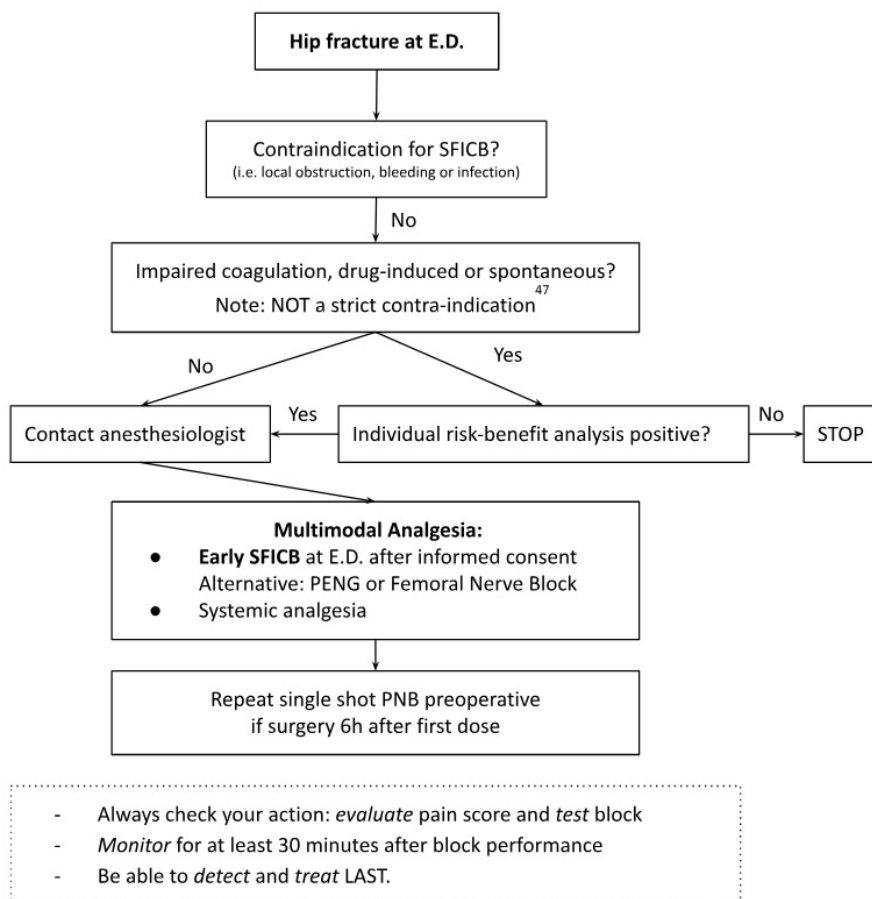 Hip fracture at E.D.
Contraindication for SFICB?
(i.e. local obstruction, bleeding or infection)
No
Impaired coagulation, drug-induced or spontaneous?
Note: NOT a strict contra-indication 47
No
Yes
Contact anesthesiologist
Yes
Individual risk-benefit analysis positive?
No
STOP
Multimodal Analgesia:
● Early SFICB at E.D. after informed consent
Alternative: PENG or Femoral Nerve Block
● Systemic analgesia
Repeat single shot PNB preoperative
if surgery 6h after first dose
- Always check your action: evaluate pain score and test block
- Monitor for at least 30 minutes after block performance
- Be able to detect and treat LAST.